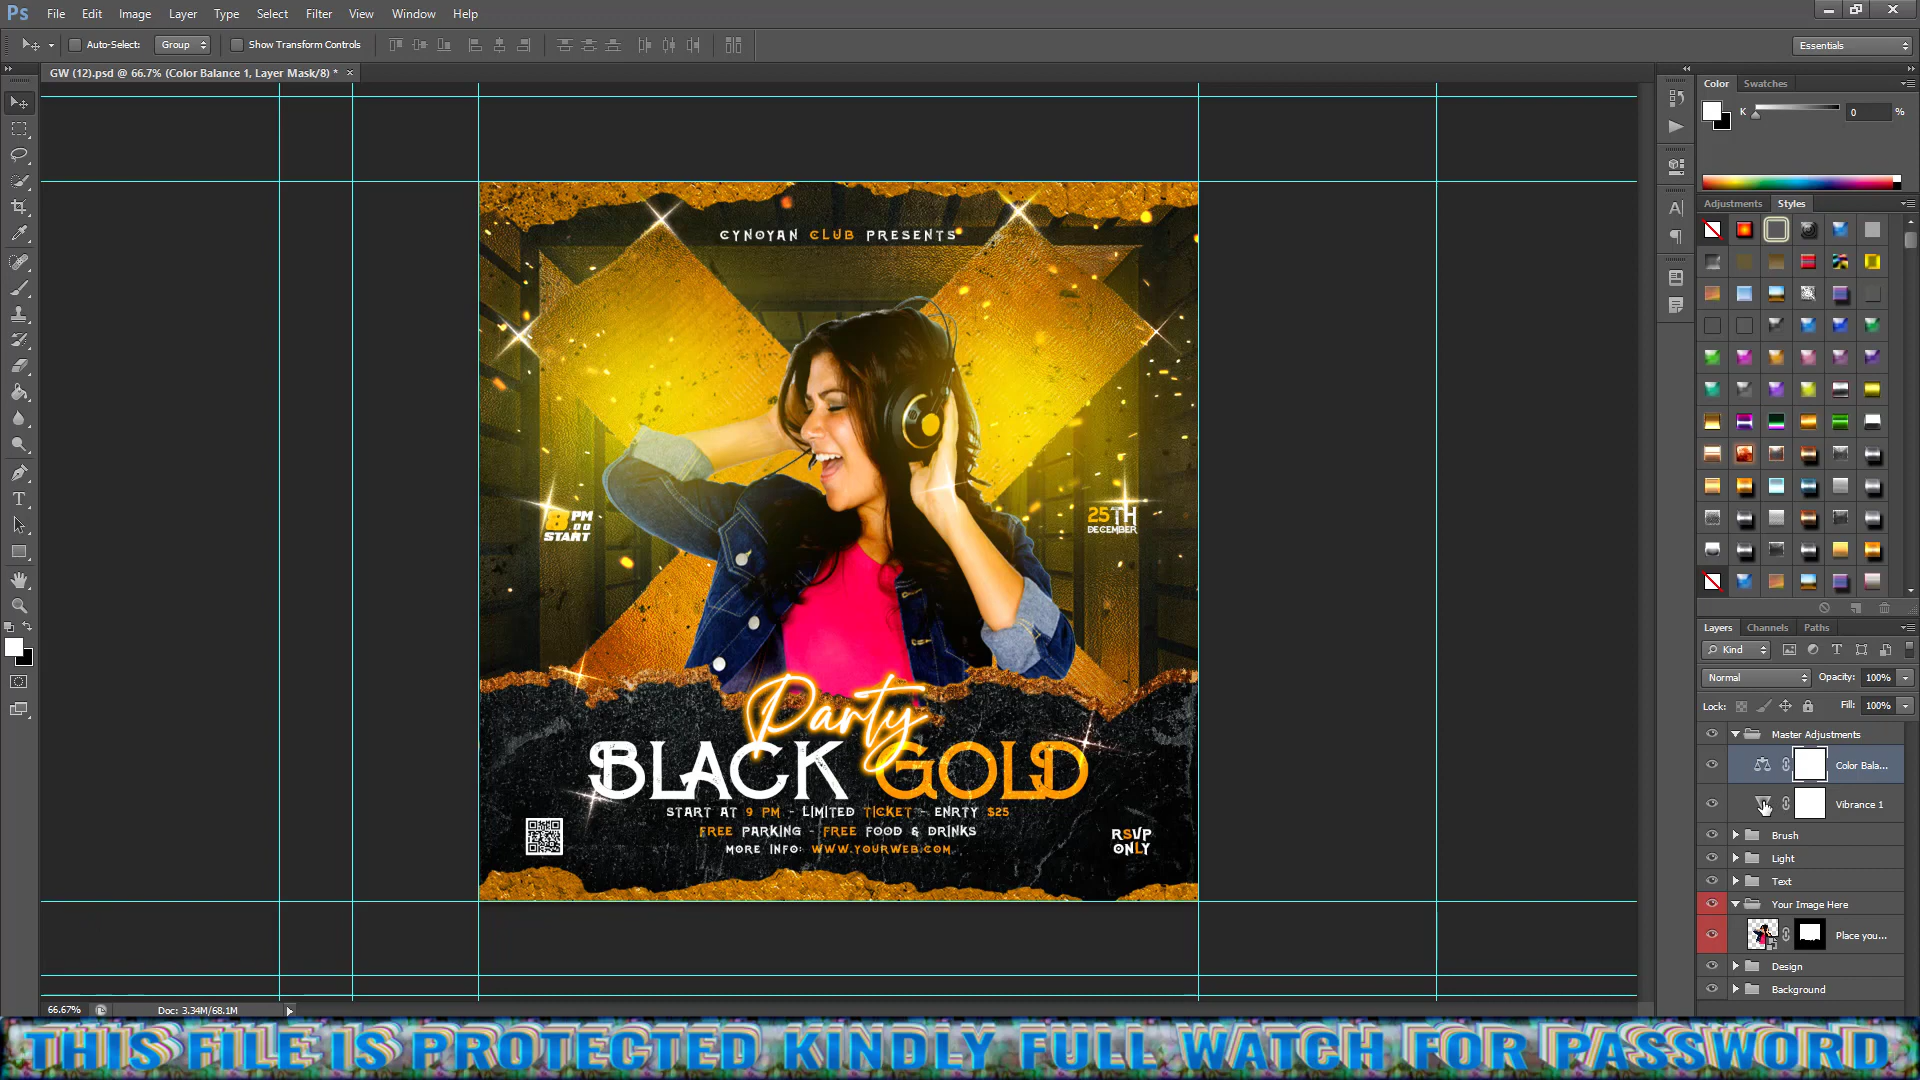 Ps File Edit Image Layer Type Select Filter View Window Help
Auto-Select: Group Show Transform Controls Essentials
GW (12).psd @ 66.7% (Color Balance 1, Layer Mask/8) * ×
Color Swatches
K 0 %
Adjustments Styles
CYNOYAN CLUB PRESENTS
8 PM
.00
START
25TH
DECEMBER
Party
BLACK GOLD
START AT 9 PM - LIMITED TICKET - ENRTY $25
FREE PARKING - FREE FOOD & DRINKS
MORE INFO: WWW.YOURWEB.COM
RSVP
ONLY
Layers Channels Paths
Kind
Normal Opacity: 100%
Lock: Fill: 100%
Master Adjustments
Color Bala...
Vibrance 1
Brush
Light
Text
Your Image Here
Place you...
Design
Background
66.67% Doc: 3.34M/68.1M
THIS FILE IS PROTECTED KINDLY FULL WATCH FOR PASSWORD